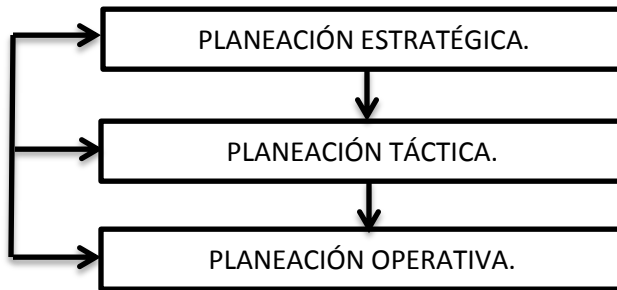 PLANEACIÓN ESTRATÉGICA.
PLANEACIÓN TÁCTICA.
PLANEACIÓN OPERATIVA.